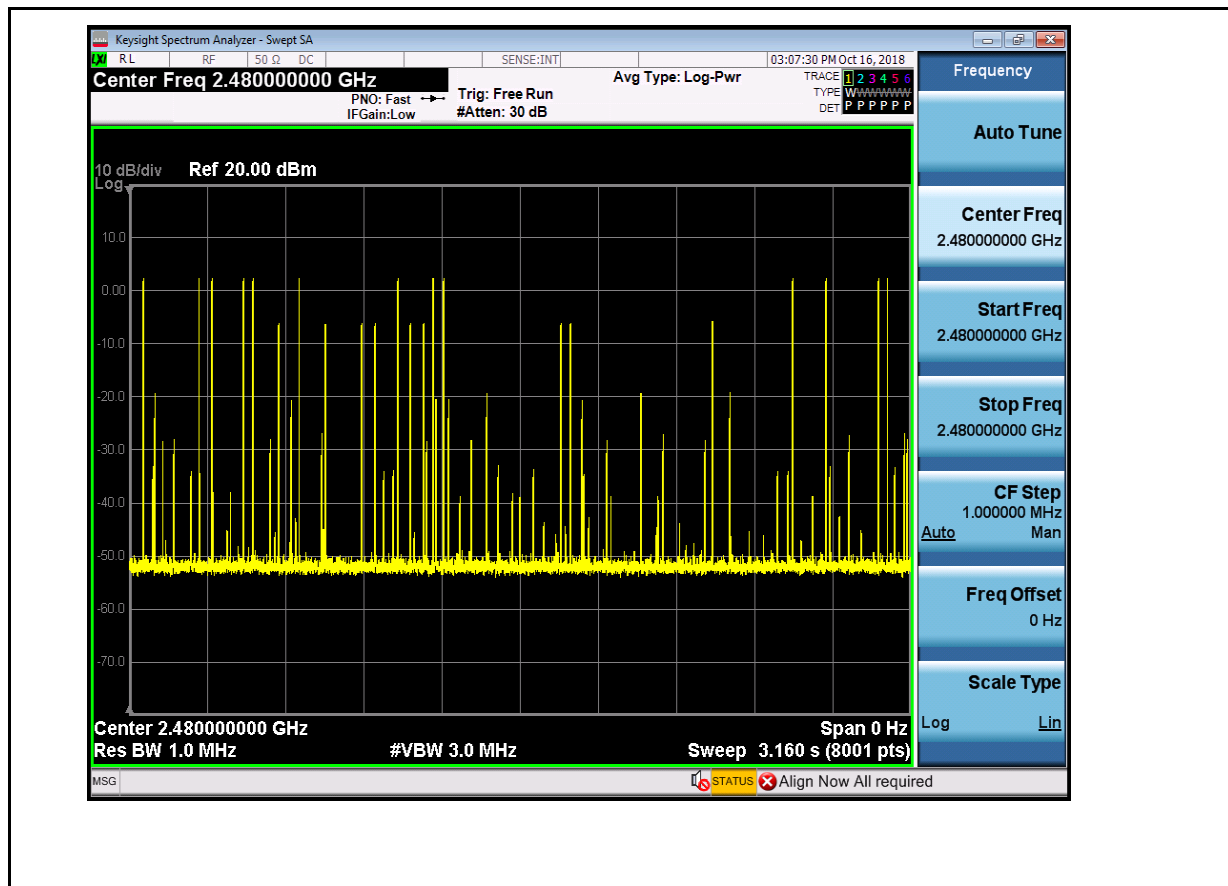 Keysight Spectrum Analyzer - Swept SA
LXI RL RF 50 Ω DC SENSE:INT 03:07:30 PM Oct 16, 2018
Center Freq 2.480000000 GHz
PNO: Fast
IFGain:Low
Trig: Free Run
#Atten: 30 dB
Avg Type: Log-Pwr
TRACE 1 2 3 4 5 6
TYPE WWWWWW
DET P P P P P P
10 dB/div
Log
Ref 20.00 dBm
10.0
0.00
-10.0
-20.0
-30.0
-40.0
-50.0
-60.0
-70.0
Center 2.480000000 GHz
Span 0 Hz
Res BW 1.0 MHz
#VBW 3.0 MHz
Sweep 3.160 s (8001 pts)
MSG
STATUS
Align Now All required
Frequency
Auto Tune
Center Freq
2.480000000 GHz
Start Freq
2.480000000 GHz
Stop Freq
2.480000000 GHz
CF Step
1.000000 MHz
Auto Man
Freq Offset
0 Hz
Scale Type
Log Lin